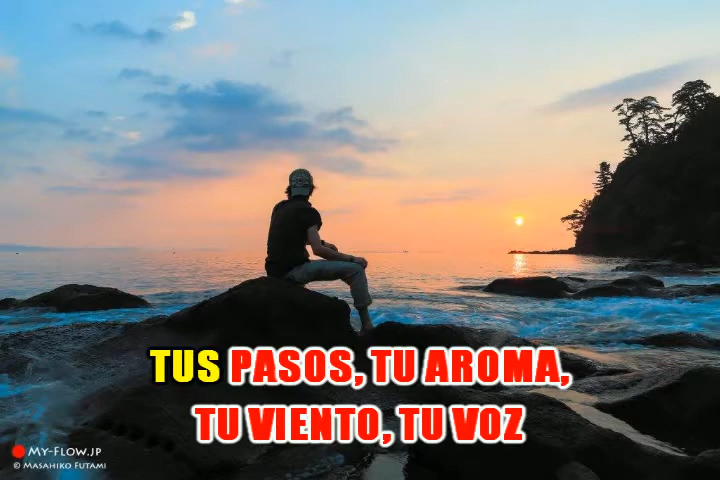 TUS PASOS, TU AROMA,
TU VIENTO, TU VOZ
MY-FLOW.JP
© MASAHIKO FUTAMI